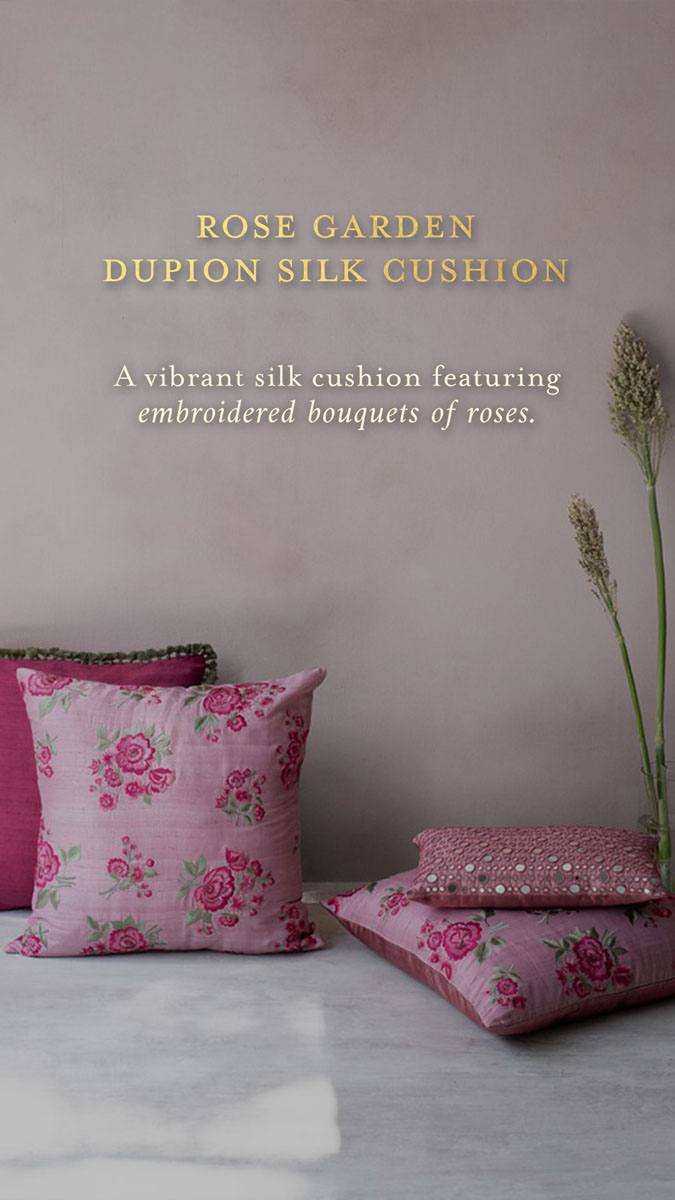 ROSE GARDEN
DUPION SILK CUSHION
A vibrant silk cushion featuring
embroidered bouquets of roses.